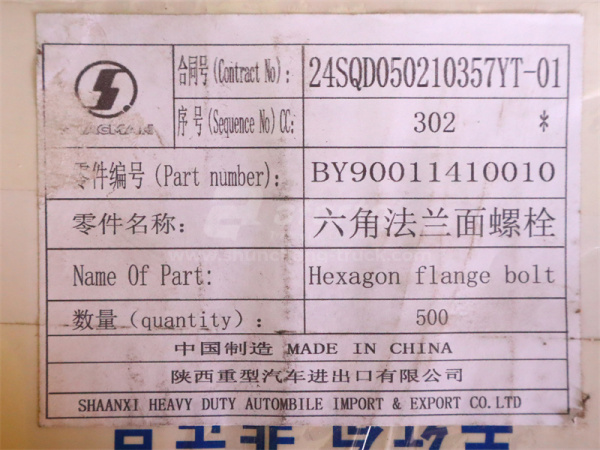 合同号(Contract No): 24SQD050210357YT-01
序号(Sequence No)CC: 302 *
零件编号(Part number): BY90011410010
零件名称: 六角法兰面螺栓
Name Of Part: Hexagon flange bolt
数量(quantity): 500
中国制造 MADE IN CHINA
陕西重型汽车进出口有限公司
SHAANXI HEAVY DUTY AUTOMBILE IMPORT & EXPORT CO.LTD